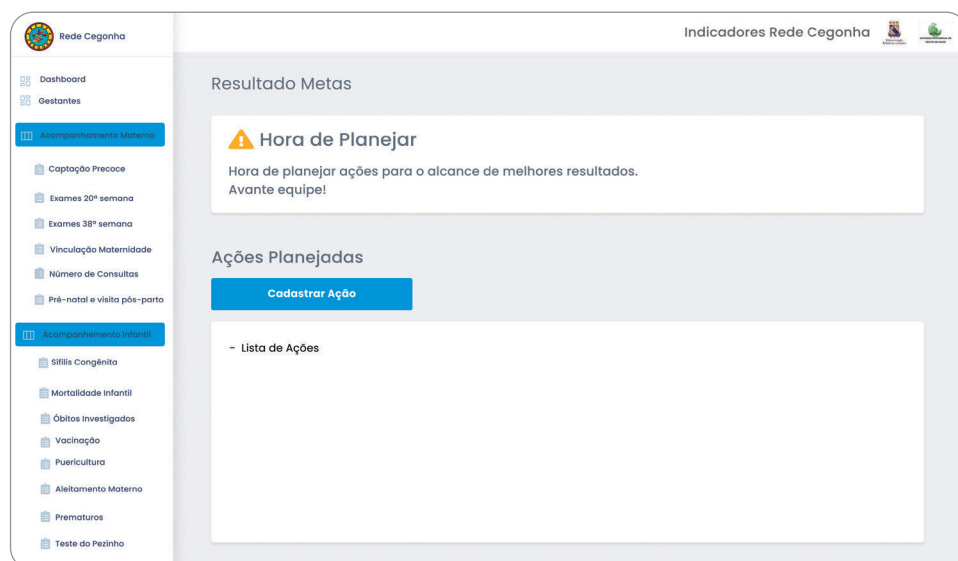 Rede Cegonha
Indicadores Rede Cegonha
Dashboard
Gestantes
Acompanhamento Materno
Captação Precoce
Exames 20ª semana
Exames 38ª semana
Vinculação Maternidade
Número de Consultas
Pré-natal e visita pós-parto
Acompanhemento Infantil
Sífilis Congênita
Mortalidade Infantil
Óbitos Investigados
Vacinação
Puericultura
Aleitamento Materno
Prematuros
Teste do Pezinho
Resultado Metas
Hora de Planejar
Hora de planejar ações para o alcance de melhores resultados.
Avante equipe!
Ações Planejadas
Cadastrar Ação
- Lista de Ações